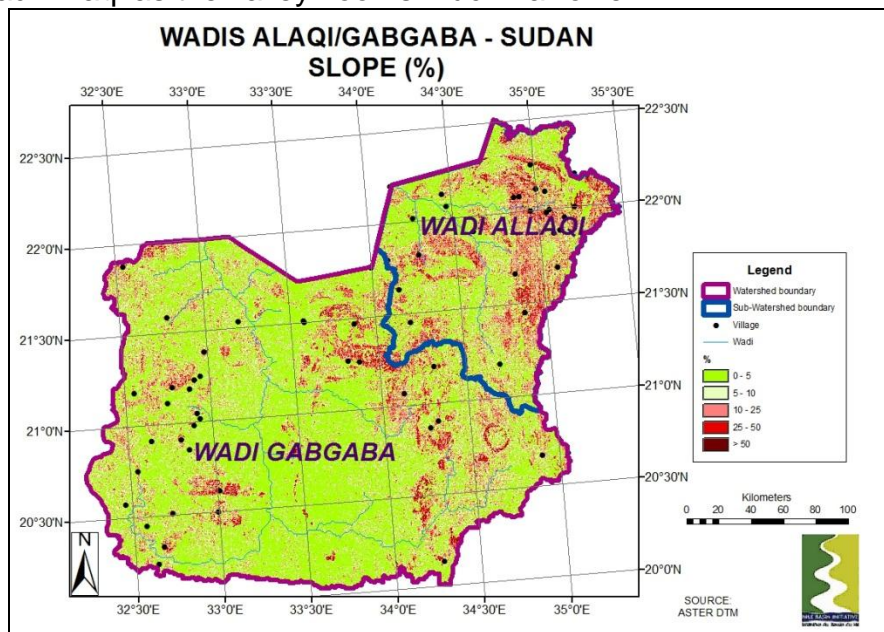 WADIS ALAQI/GABGABA - SUDAN
SLOPE (%)
32°30'E 33°0'E 33°30'E 34°0'E 34°30'E 35°0'E 35°30'E
22°30'N
22°30'N
22°0'N
22°0'N
21°30'N
21°30'N
21°0'N
21°0'N
20°30'N
20°30'N
20°0'N
WADI ALLAQI
WADI GABGABA
32°30'E 33°0'E 33°30'E 34°0'E 34°30'E 35°0'E
N
Legend
Watershed boundary
Sub-Watershed boundary
Village
Wadi
%
0 - 5
5 - 10
10 - 25
25 - 50
> 50
Kilometers
0 20 40 60 80 100
SOURCE:
ASTER DTM
NILE BASIN INITIATIVE